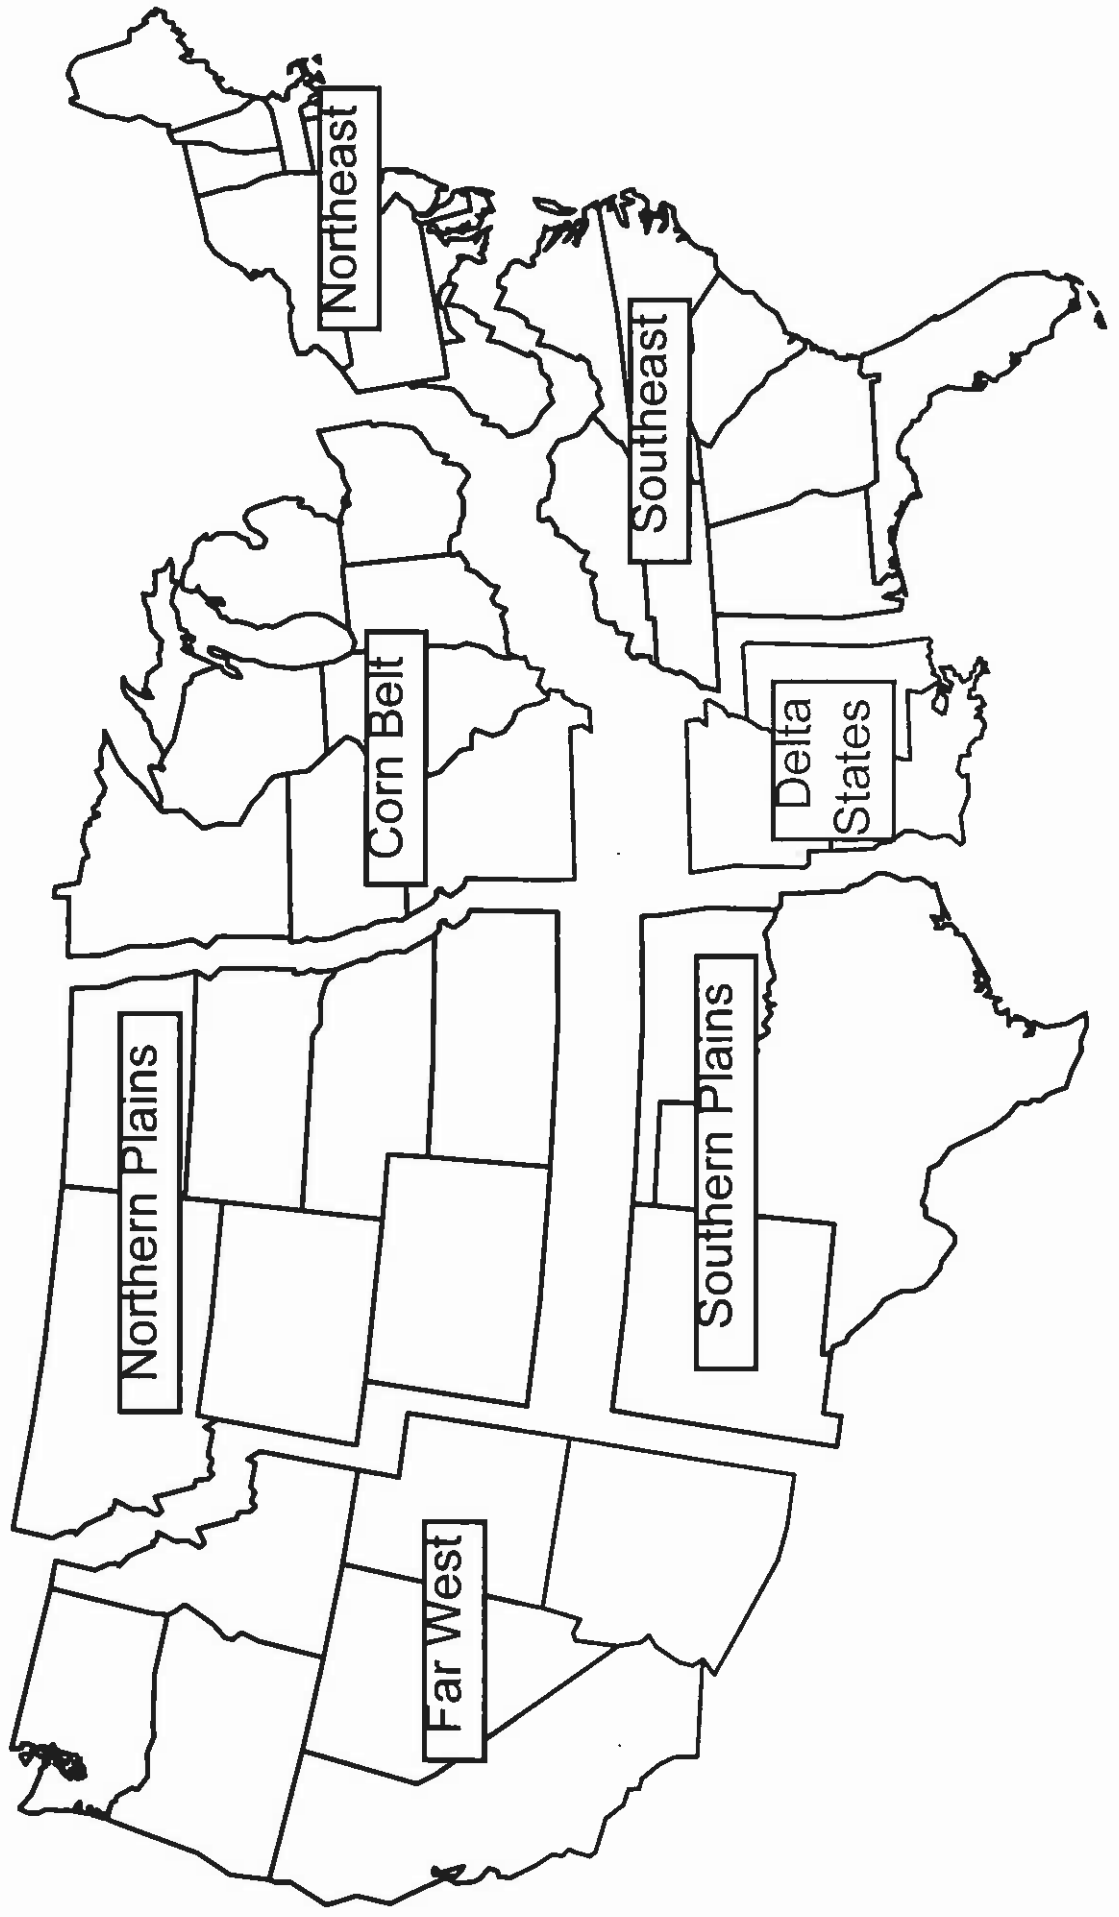 Northern Plains
Corn Belt
Northeast
Far West
Southern Plains
Delta
States
Southeast